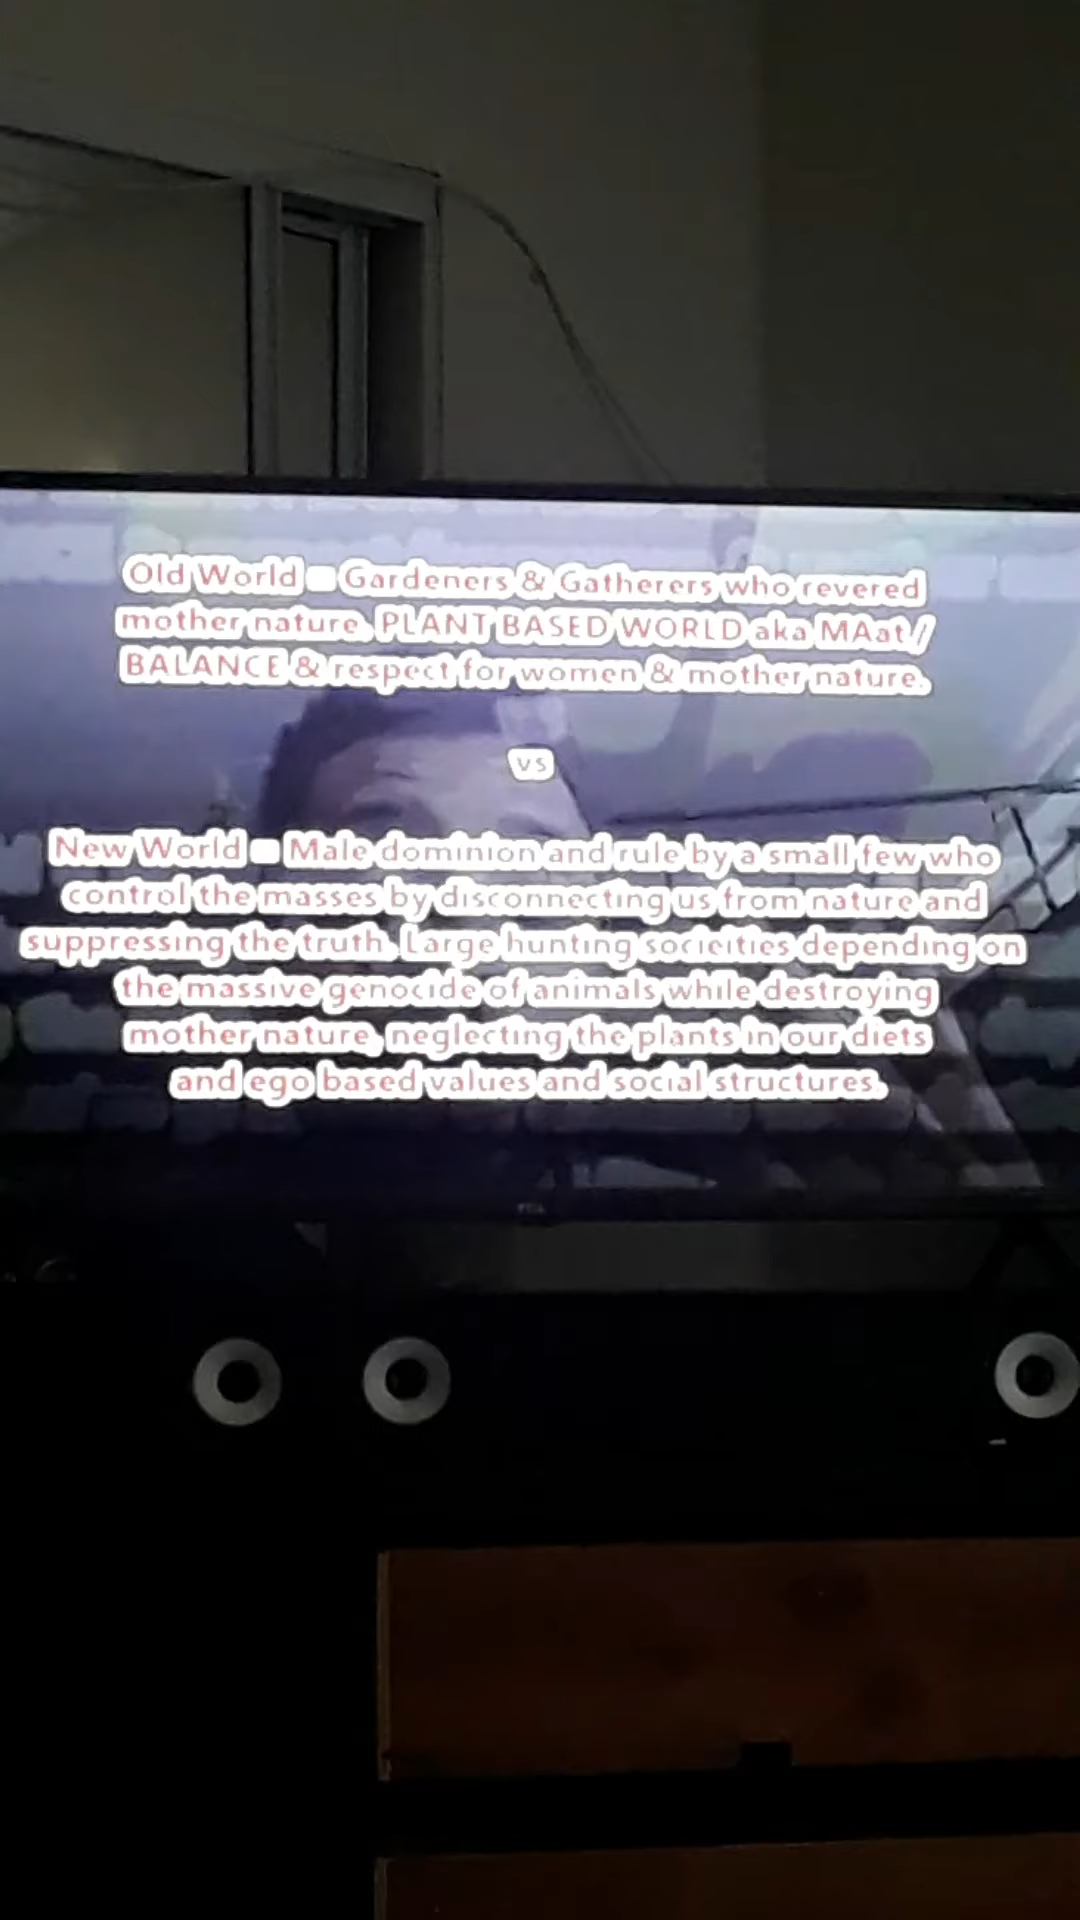 Old World = Gardeners & Gatherers who revered
mother nature. PLANT BASED WORLD aka MAat /
BALANCE & respect for women & mother nature.
vs
New World = Male dominion and rule by a small few who
control the masses by disconnecting us from nature and
suppressing the truth. Large hunting socieities depending on
the massive genocide of animals while destroying
mother nature, neglecting the plants in our diets
and ego based values and social structures.
TCL